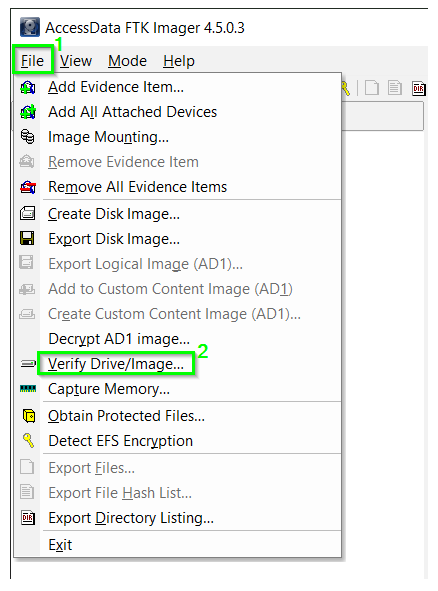 AccessData FTK Imager 4.5.0.3
1
File View Mode Help
Add Evidence Item...
Add All Attached Devices
Image Mounting...
Remove Evidence Item
Remove All Evidence Items
Create Disk Image...
Export Disk Image...
Export Logical Image (AD1)...
Add to Custom Content Image (AD1)
Create Custom Content Image (AD1)...
Decrypt AD1 image...
Verify Drive/Image... 2
Capture Memory...
Obtain Protected Files...
Detect EFS Encryption
Export Files...
Export File Hash List...
DIR Export Directory Listing...
Exit
DIR